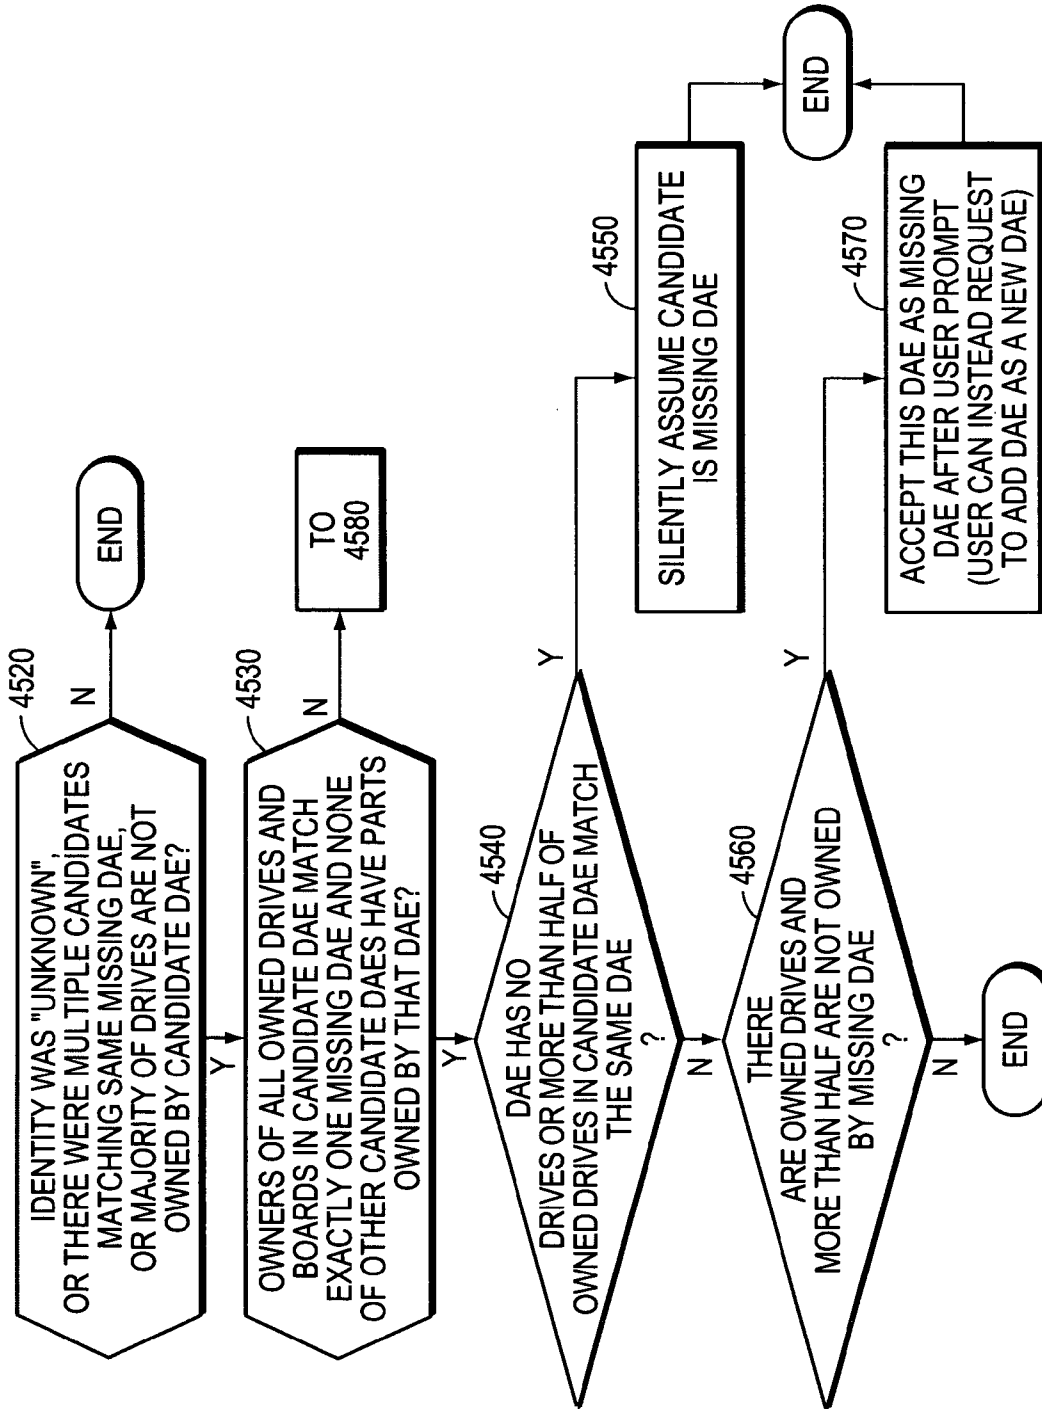 4520
IDENTITY WAS "UNKNOWN",
OR THERE WERE MULTIPLE CANDIDATES
MATCHING SAME MISSING DAE,
OR MAJORITY OF DRIVES ARE NOT
OWNED BY CANDIDATE DAE?
N
END
Y
4530
OWNERS OF ALL OWNED DRIVES AND
BOARDS IN CANDIDATE DAE MATCH
EXACTLY ONE MISSING DAE AND NONE
OF OTHER CANDIDATE DAES HAVE PARTS
OWNED BY THAT DAE?
N
TO
4580
Y
4540
DAE HAS NO
DRIVES OR MORE THAN HALF OF
OWNED DRIVES IN CANDIDATE DAE MATCH
THE SAME DAE
?
Y
4550
SILENTLY ASSUME CANDIDATE
IS MISSING DAE
END
N
4560
THERE
ARE OWNED DRIVES AND
MORE THAN HALF ARE NOT OWNED
BY MISSING DAE
?
Y
4570
ACCEPT THIS DAE AS MISSING
DAE AFTER USER PROMPT
(USER CAN INSTEAD REQUEST
TO ADD DAE AS A NEW DAE)
N
END